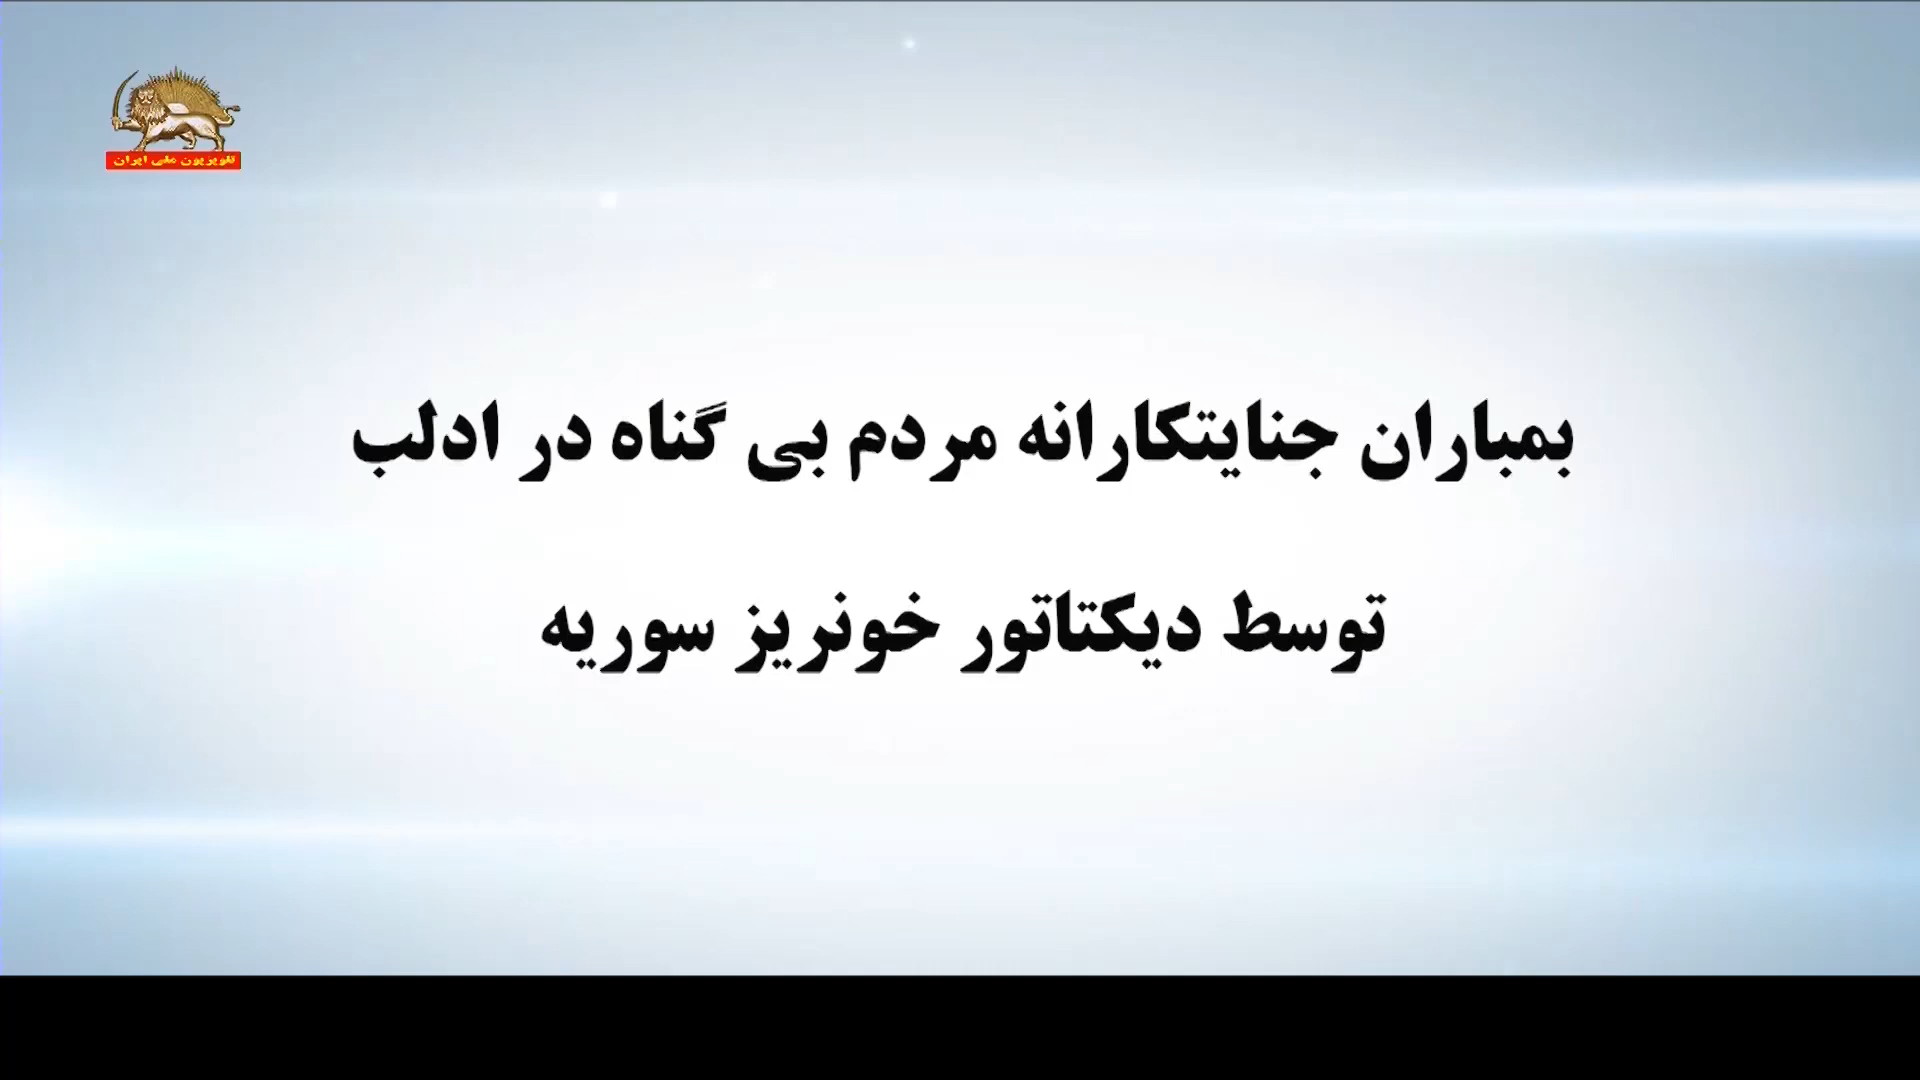 تلویزیون ملی ایران
بمباران جنایتکارانه مردم بی گناه در ادلب
توسط دیکتاتور خونریز سوریه